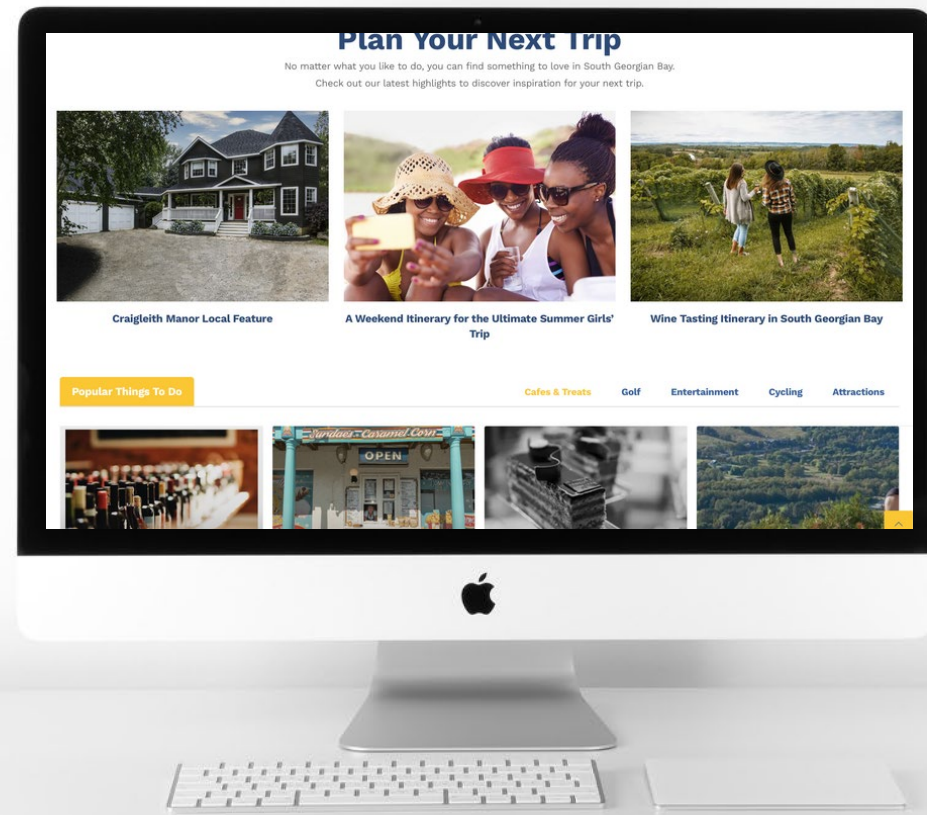 Plan Your Next Trip
No matter what you like to do, you can find something to love in South Georgian Bay.
Check out our latest highlights to discover inspiration for your next trip.
Craigleith Manor Local Feature
A Weekend Itinerary for the Ultimate Summer Girls'
Trip
Wine Tasting Itinerary in South Georgian Bay
Popular Things To Do
Cafes & Treats Golf Entertainment Cycling Attractions
Sundaes - Caramel Corn
OPEN